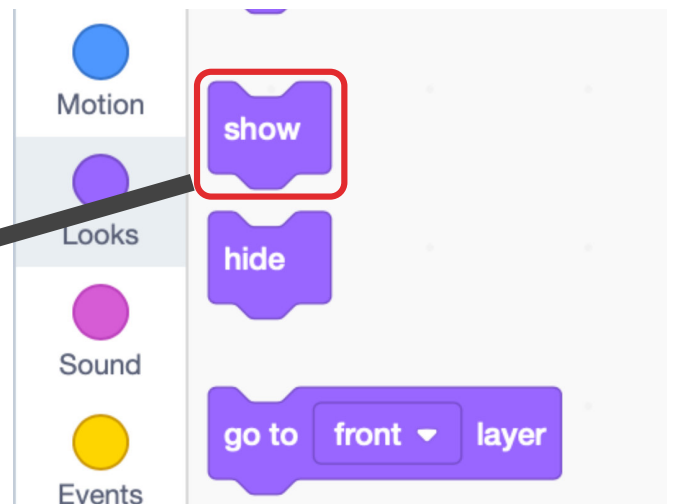 Motion
Looks
Sound
Events
show
hide
go to front layer